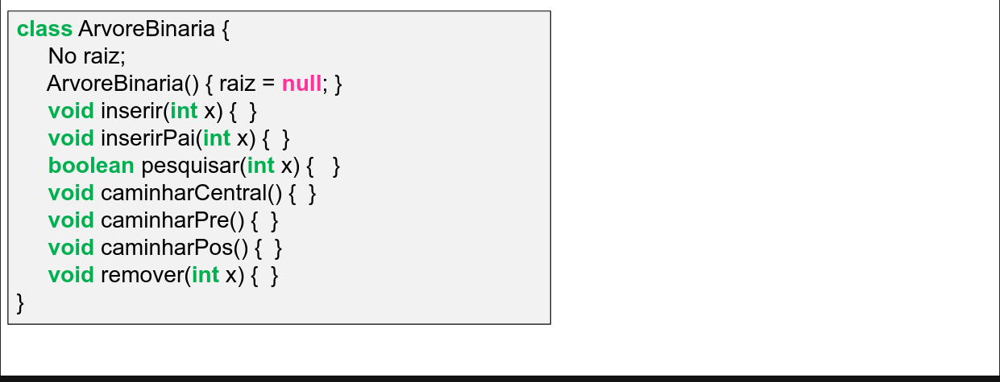 class ArvoreBinaria {
No raiz;
ArvoreBinaria() { raiz = null; }
void inserir(int x) { }
void inserirPai(int x) { }
boolean pesquisar(int x) { }
void caminharCentral() { }
void caminharPre() { }
void caminharPos() { }
void remover(int x) { }
}